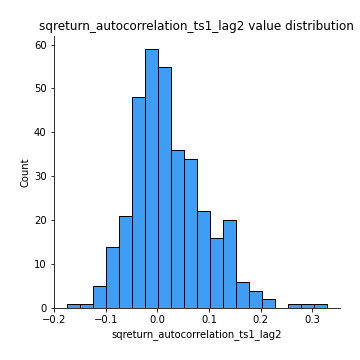 sqreturn_autocorrelation_ts1_lag2 value distribution
60
50
40
30
20
10
0
Count
−0.2 −0.1 0.0 0.1 0.2 0.3
sqreturn_autocorrelation_ts1_lag2